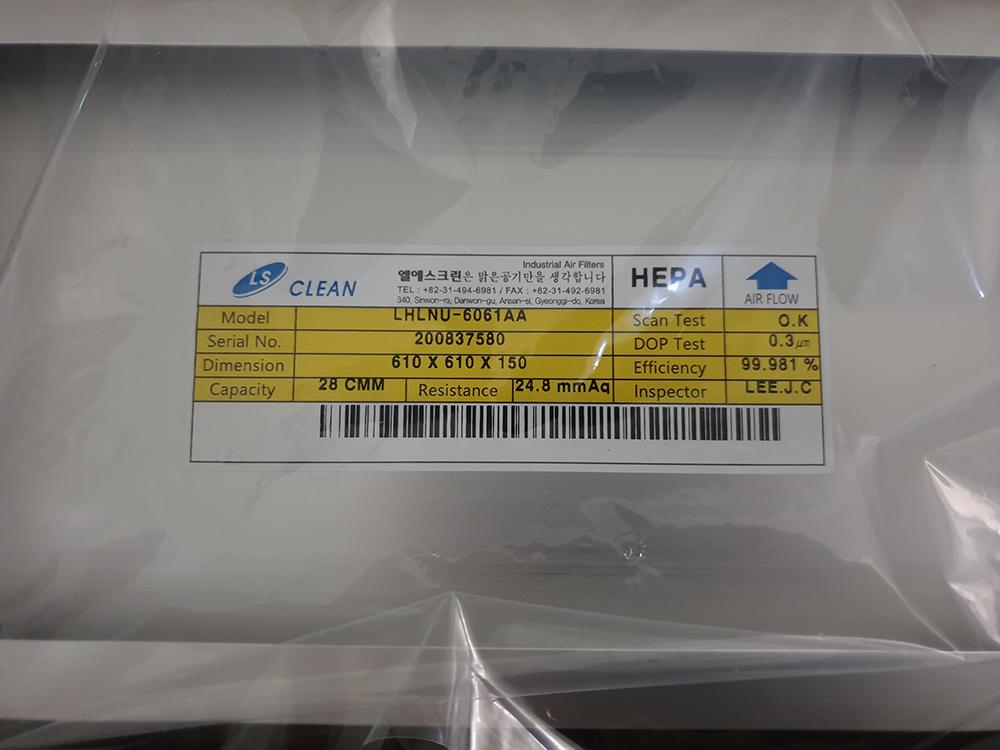 LS CLEAN
Industrial Air Filters
엘에스크린은 맑은공기만을 생각합니다
TEL : +82-31-494-6981 / FAX : +82-31-492-6981
340, Sinwon-ro, Danwon-gu, Ansan-si, Gyeonggi-do, Korea
HEPA
AIR FLOW
Model LHLNU-6061AA Scan Test O.K
Serial No. 200837580 DOP Test 0.3㎛
Dimension 610 X 610 X 150 Efficiency 99.981 %
Capacity 28 CMM Resistance 24.8 mmAq Inspector LEE.J.C